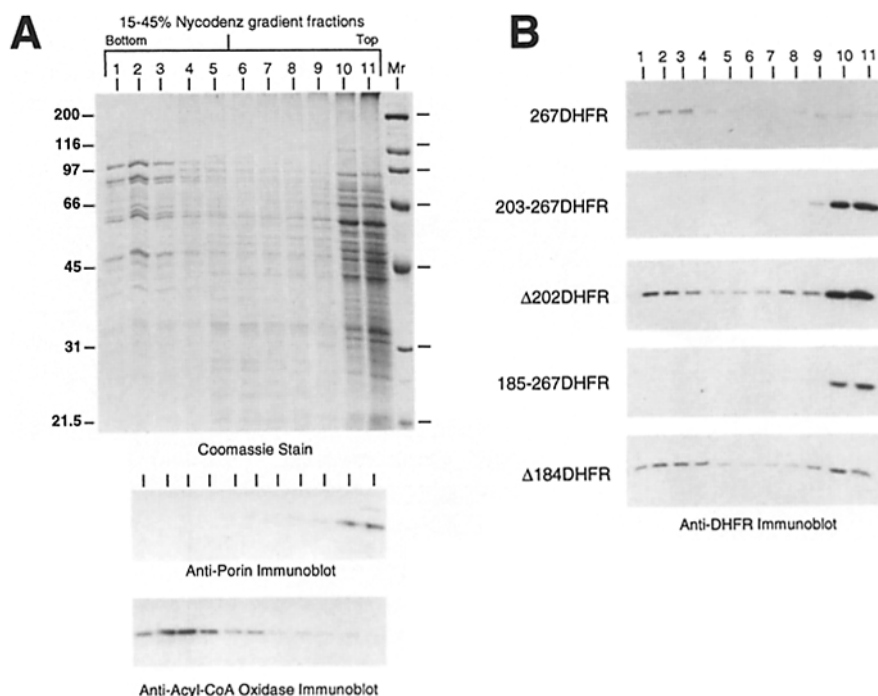 A
15-45% Nycodenz gradient fractions
Bottom Top
1 2 3 4 5 6 7 8 9 10 11 Mr
200
116
97
66
45
31
21.5
Coomassie Stain
Anti-Porin Immunoblot
Anti-Acyl-CoA Oxidase Immunoblot
B
1 2 3 4 5 6 7 8 9 10 11
267DHFR
203-267DHFR
Δ202DHFR
185-267DHFR
Δ184DHFR
Anti-DHFR Immunoblot